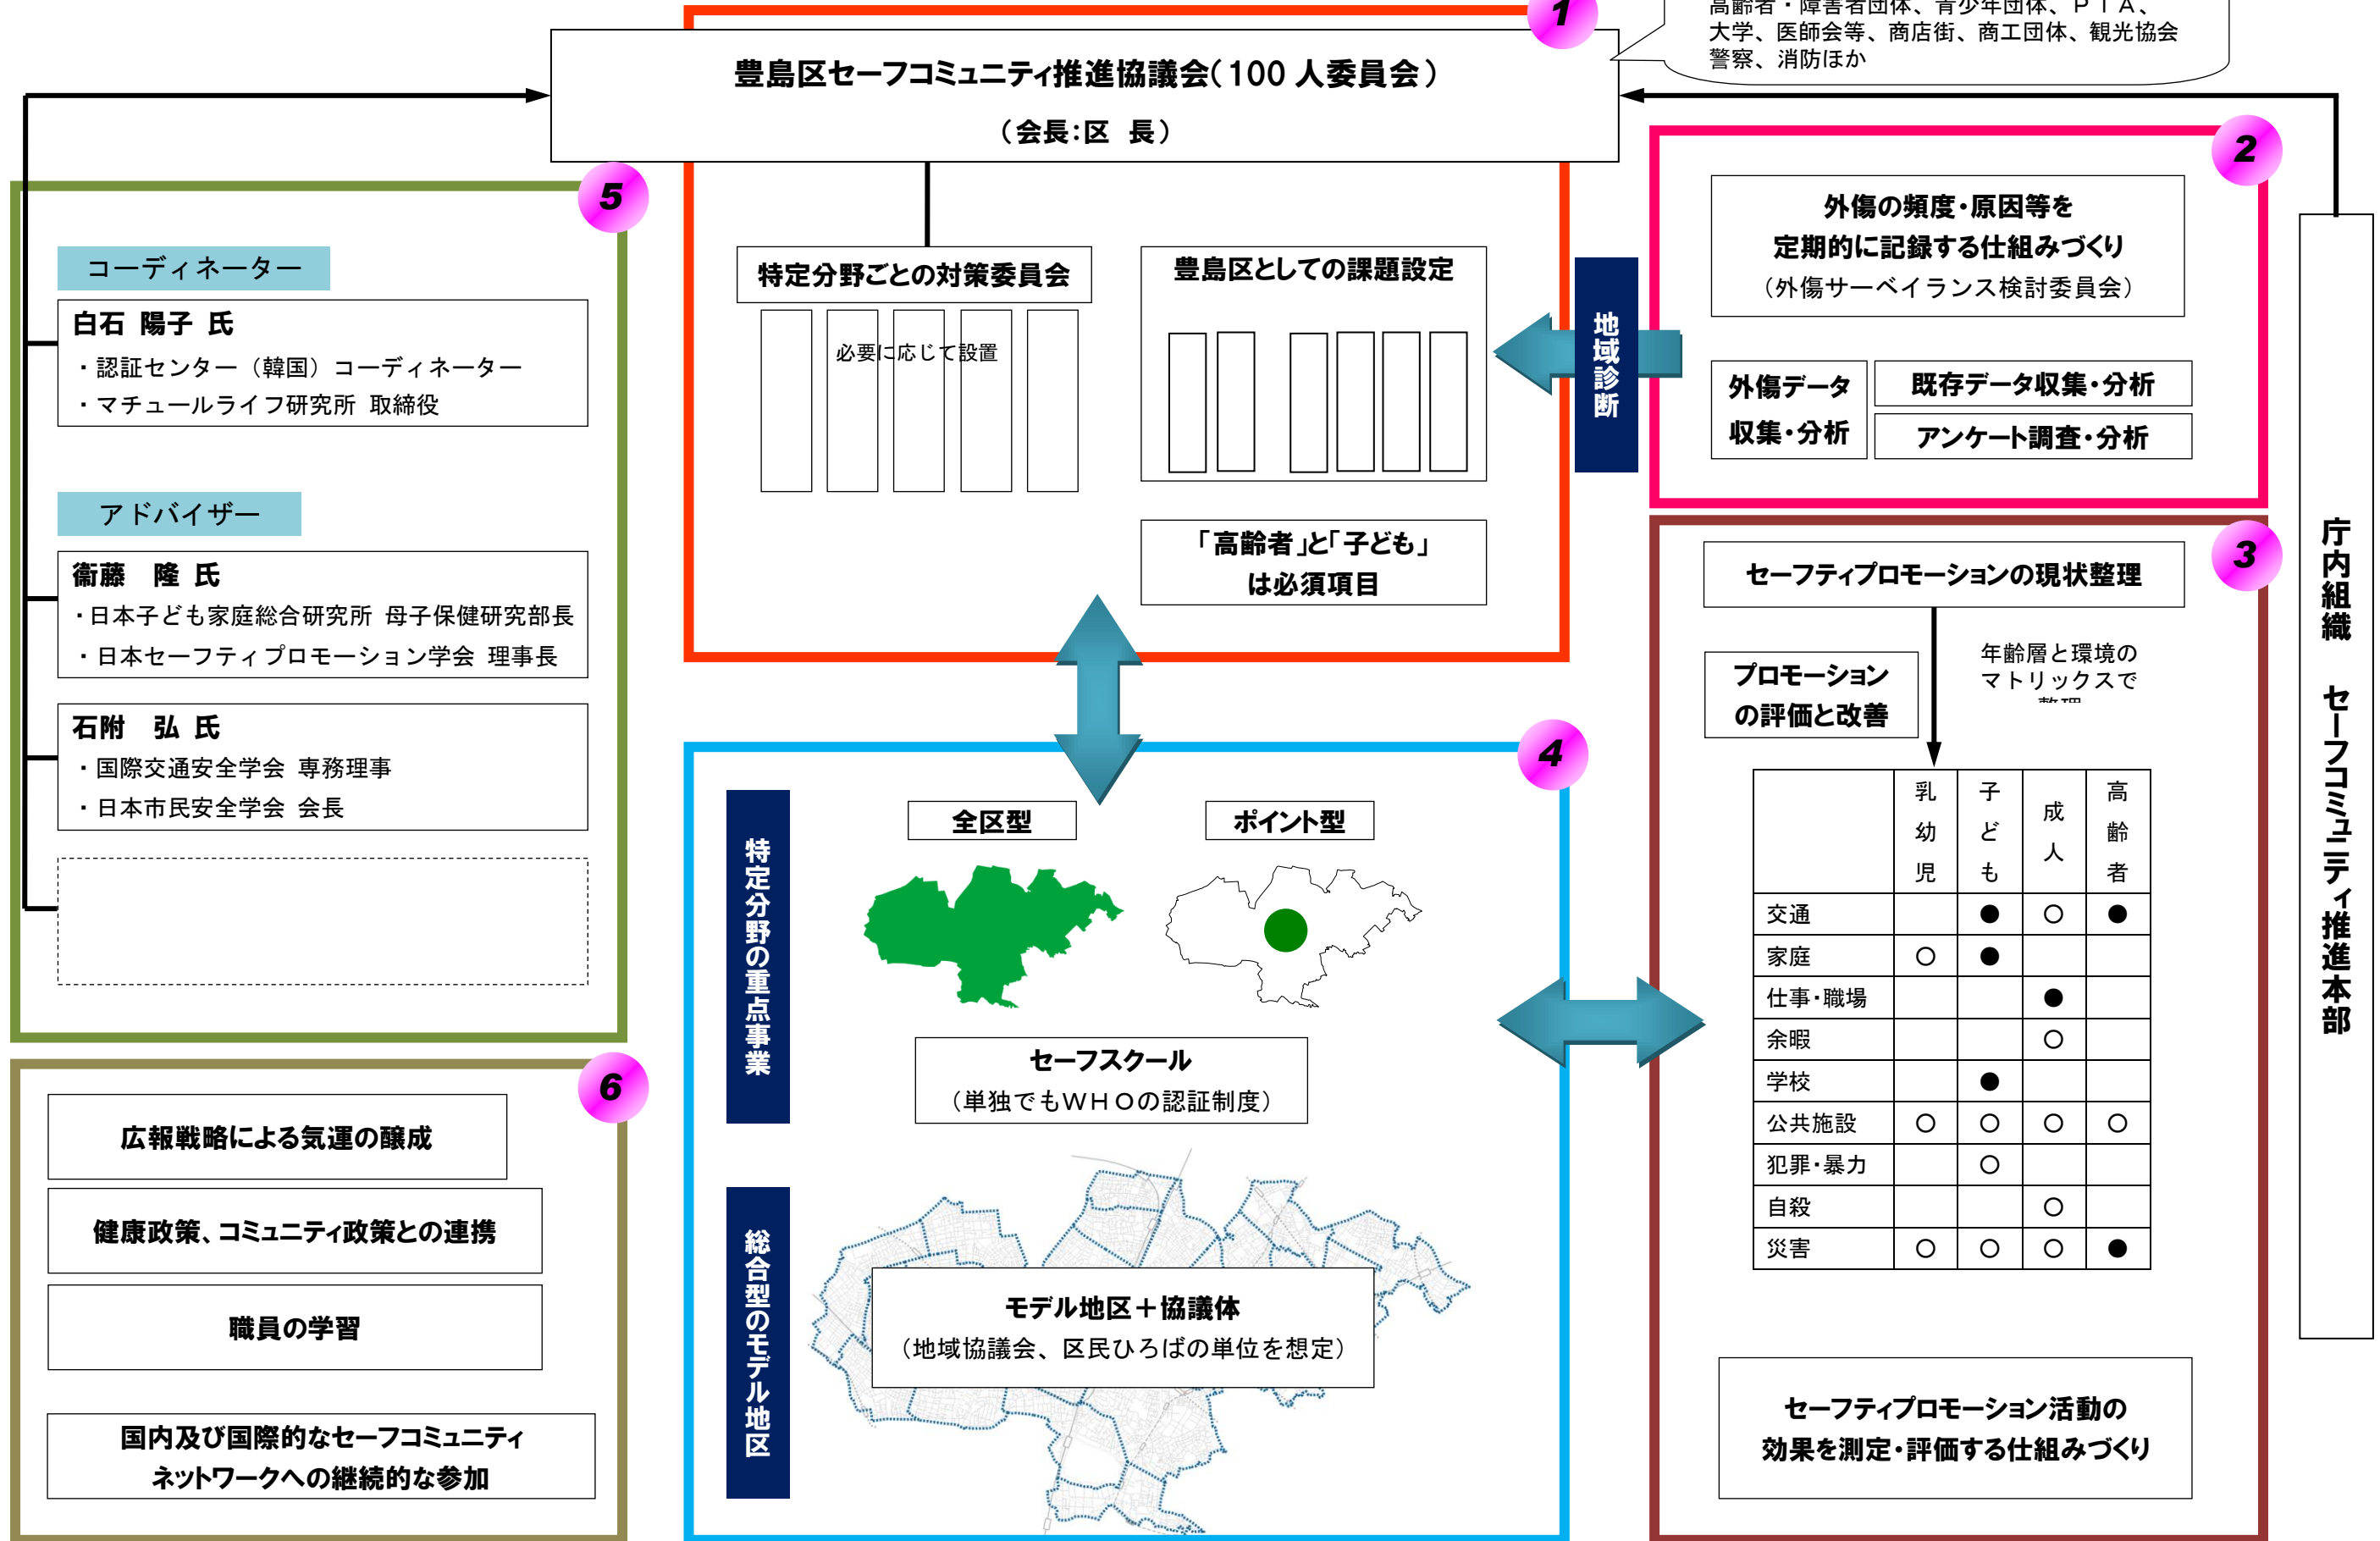 高齢者・障害者団体、青少年団体、ＰＴＡ、
大学、医師会等、商店街、商工団体、観光協会
警察、消防ほか
1
豊島区セーフコミュニティ推進協議会（100 人委員会）
（会長：区 長）
特定分野ごとの対策委員会
必要に応じて設置
豊島区としての課題設定
「高齢者」と「子ども」
は必須項目
地域診断
2
外傷の頻度・原因等を
定期的に記録する仕組みづくり
（外傷サーベイランス検討委員会）
外傷データ
収集・分析
既存データ収集・分析
アンケート調査・分析
3
セーフティプロモーションの現状整理
プロモーション
の評価と改善
年齢層と環境の
マトリックスで
乳幼児 子ども 成人 高齢者
交通 ● ○ ●
家庭 ○ ●
仕事・職場 ●
余暇 ○
学校 ●
公共施設 ○ ○ ○ ○
犯罪・暴力 ○
自殺 ○
災害 ○ ○ ○ ●
セーフティプロモーション活動の
効果を測定・評価する仕組みづくり
庁内組織 セーフコミュニティ推進本部
4
特定分野の重点事業
全区型
ポイント型
セーフスクール
（単独でもＷＨＯの認証制度）
総合型のモデル地区
モデル地区＋協議体
（地域協議会、区民ひろばの単位を想定）
5
コーディネーター
白石 陽子 氏
・認証センター（韓国）コーディネーター
・マチュールライフ研究所 取締役
アドバイザー
衞藤 隆 氏
・日本子ども家庭総合研究所 母子保健研究部長
・日本セーフティプロモーション学会 理事長
石附 弘 氏
・国際交通安全学会 専務理事
・日本市民安全学会 会長
6
広報戦略による気運の醸成
健康政策、コミュニティ政策との連携
職員の学習
国内及び国際的なセーフコミュニティ
ネットワークへの継続的な参加